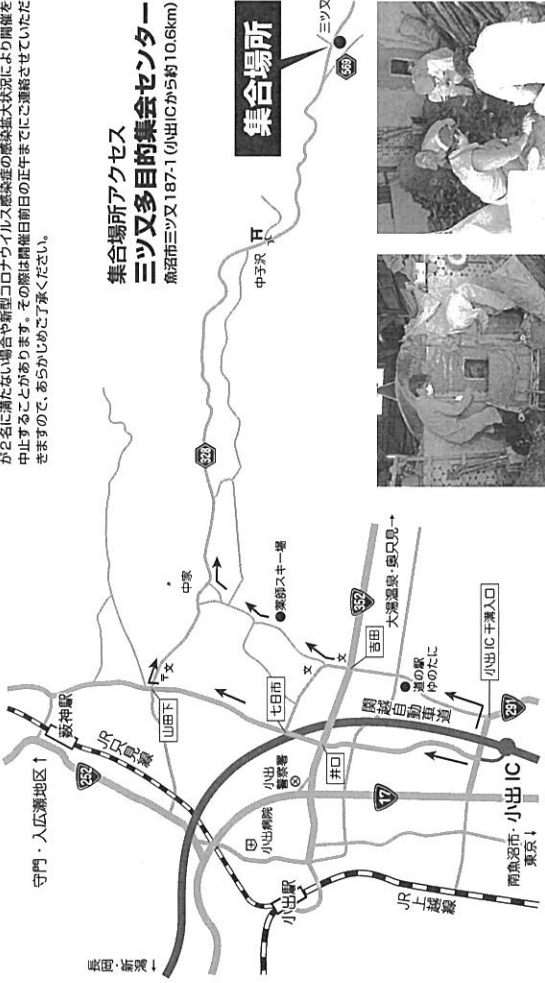 が2名に満たない場合や新型コロナウイルス感染症の感染拡大状況により開催を
中止することがあります。その際は開催日前日の正午までにご連絡させていただ
きますので、あらかじめご了承ください。
集合場所アクセス
三ツ又多目的集会センター
魚沼市三ツ又187-1(小出ICから約10.6km)
集合場所
三ツ又
569
中子沢
328
守門・入広瀬地区↑
薮神駅
JR只見線
252
山田下
中家
文
薬師スキー場
七日市
文
文
352
大湯温泉・奥只見→
吉田
道の駅
ゆのたに
関越自動車道
小出IC干溝入口
291
長岡・新潟
←
小出病院
小出
警察署
井口
17
小出駅
JR
上越線
南魚沼市・
東京↓
小出IC